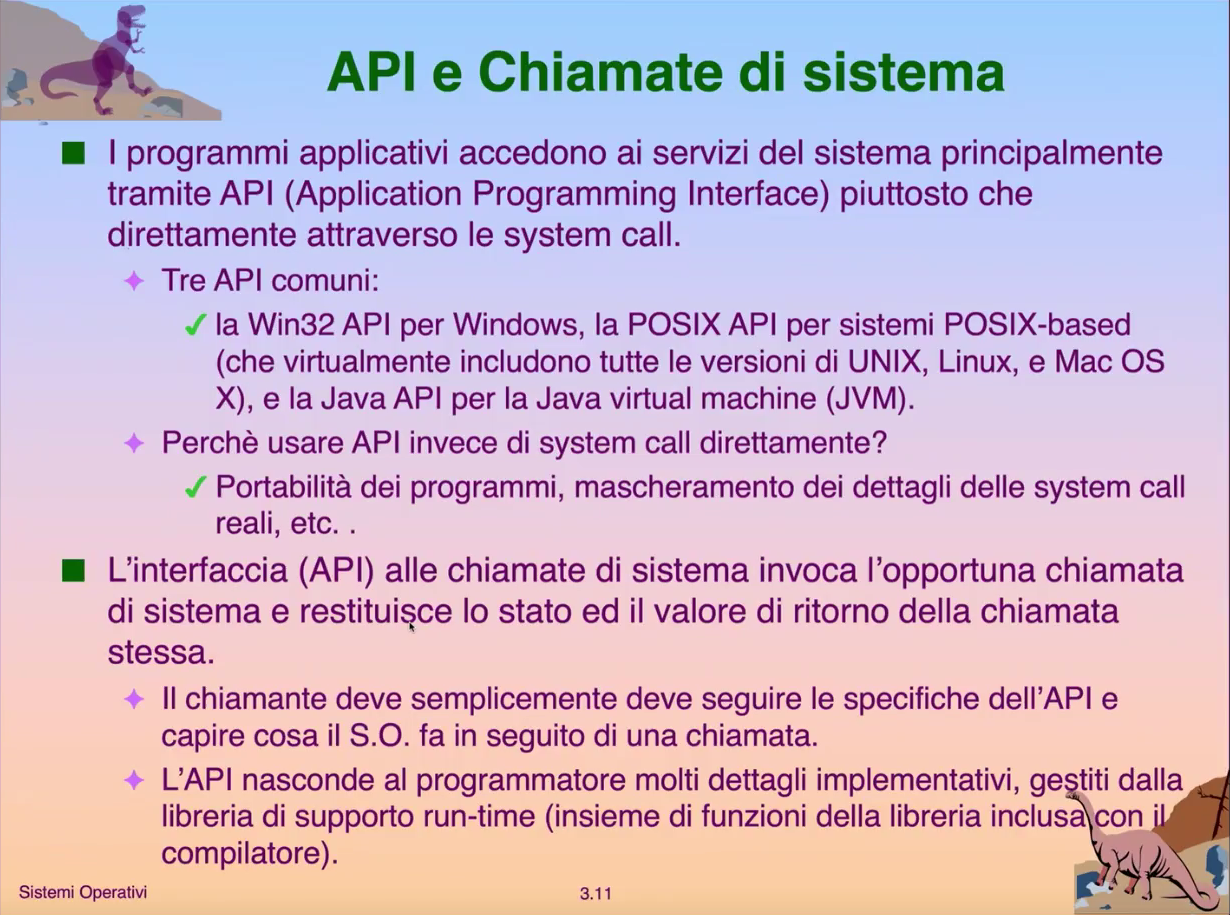 API e Chiamate di sistema
I programmi applicativi accedono ai servizi del sistema principalmente
tramite API (Application Programming Interface) piuttosto che
direttamente attraverso le system call.
Tre API comuni:
la Win32 API per Windows, la POSIX API per sistemi POSIX-based
(che virtualmente includono tutte le versioni di UNIX, Linux, e Mac OS
X), e la Java API per la Java virtual machine (JVM).
Perchè usare API invece di system call direttamente?
Portabilità dei programmi, mascheramento dei dettagli delle system call
reali, etc. .
L’interfaccia (API) alle chiamate di sistema invoca l’opportuna chiamata
di sistema e restituisce lo stato ed il valore di ritorno della chiamata
stessa.
Il chiamante deve semplicemente deve seguire le specifiche dell’API e
capire cosa il S.O. fa in seguito di una chiamata.
L’API nasconde al programmatore molti dettagli implementativi, gestiti dalla
libreria di supporto run-time (insieme di funzioni della libreria inclusa con il
compilatore).
Sistemi Operativi
3.11